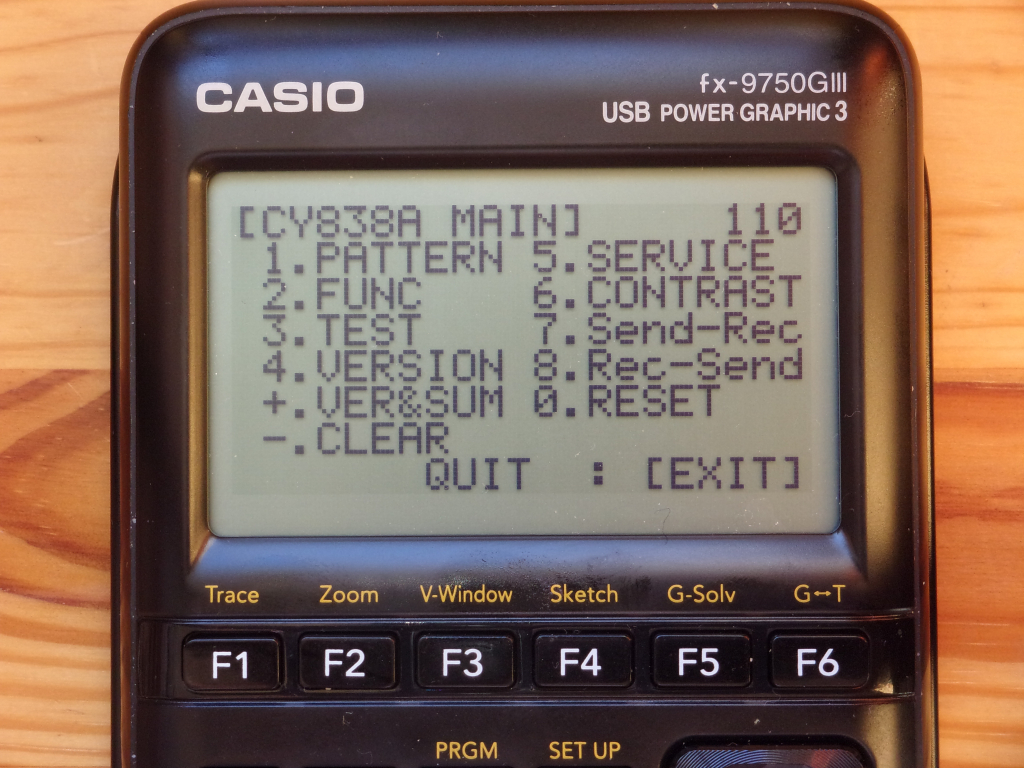 CASIO
fx-9750GIII
USB POWER GRAPHIC 3
[CY838A MAIN] 110
1.PATTERN 5.SERVICE
2.FUNC 6.CONTRAST
3.TEST 7.Send-Rec
4.VERSION 8.Rec-Send
+.VER&SUM 0.RESET
-.CLEAR
QUIT : [EXIT]
Trace Zoom V-Window Sketch G-Solv G↔T
F1 F2 F3 F4 F5 F6
PRGM SET UP